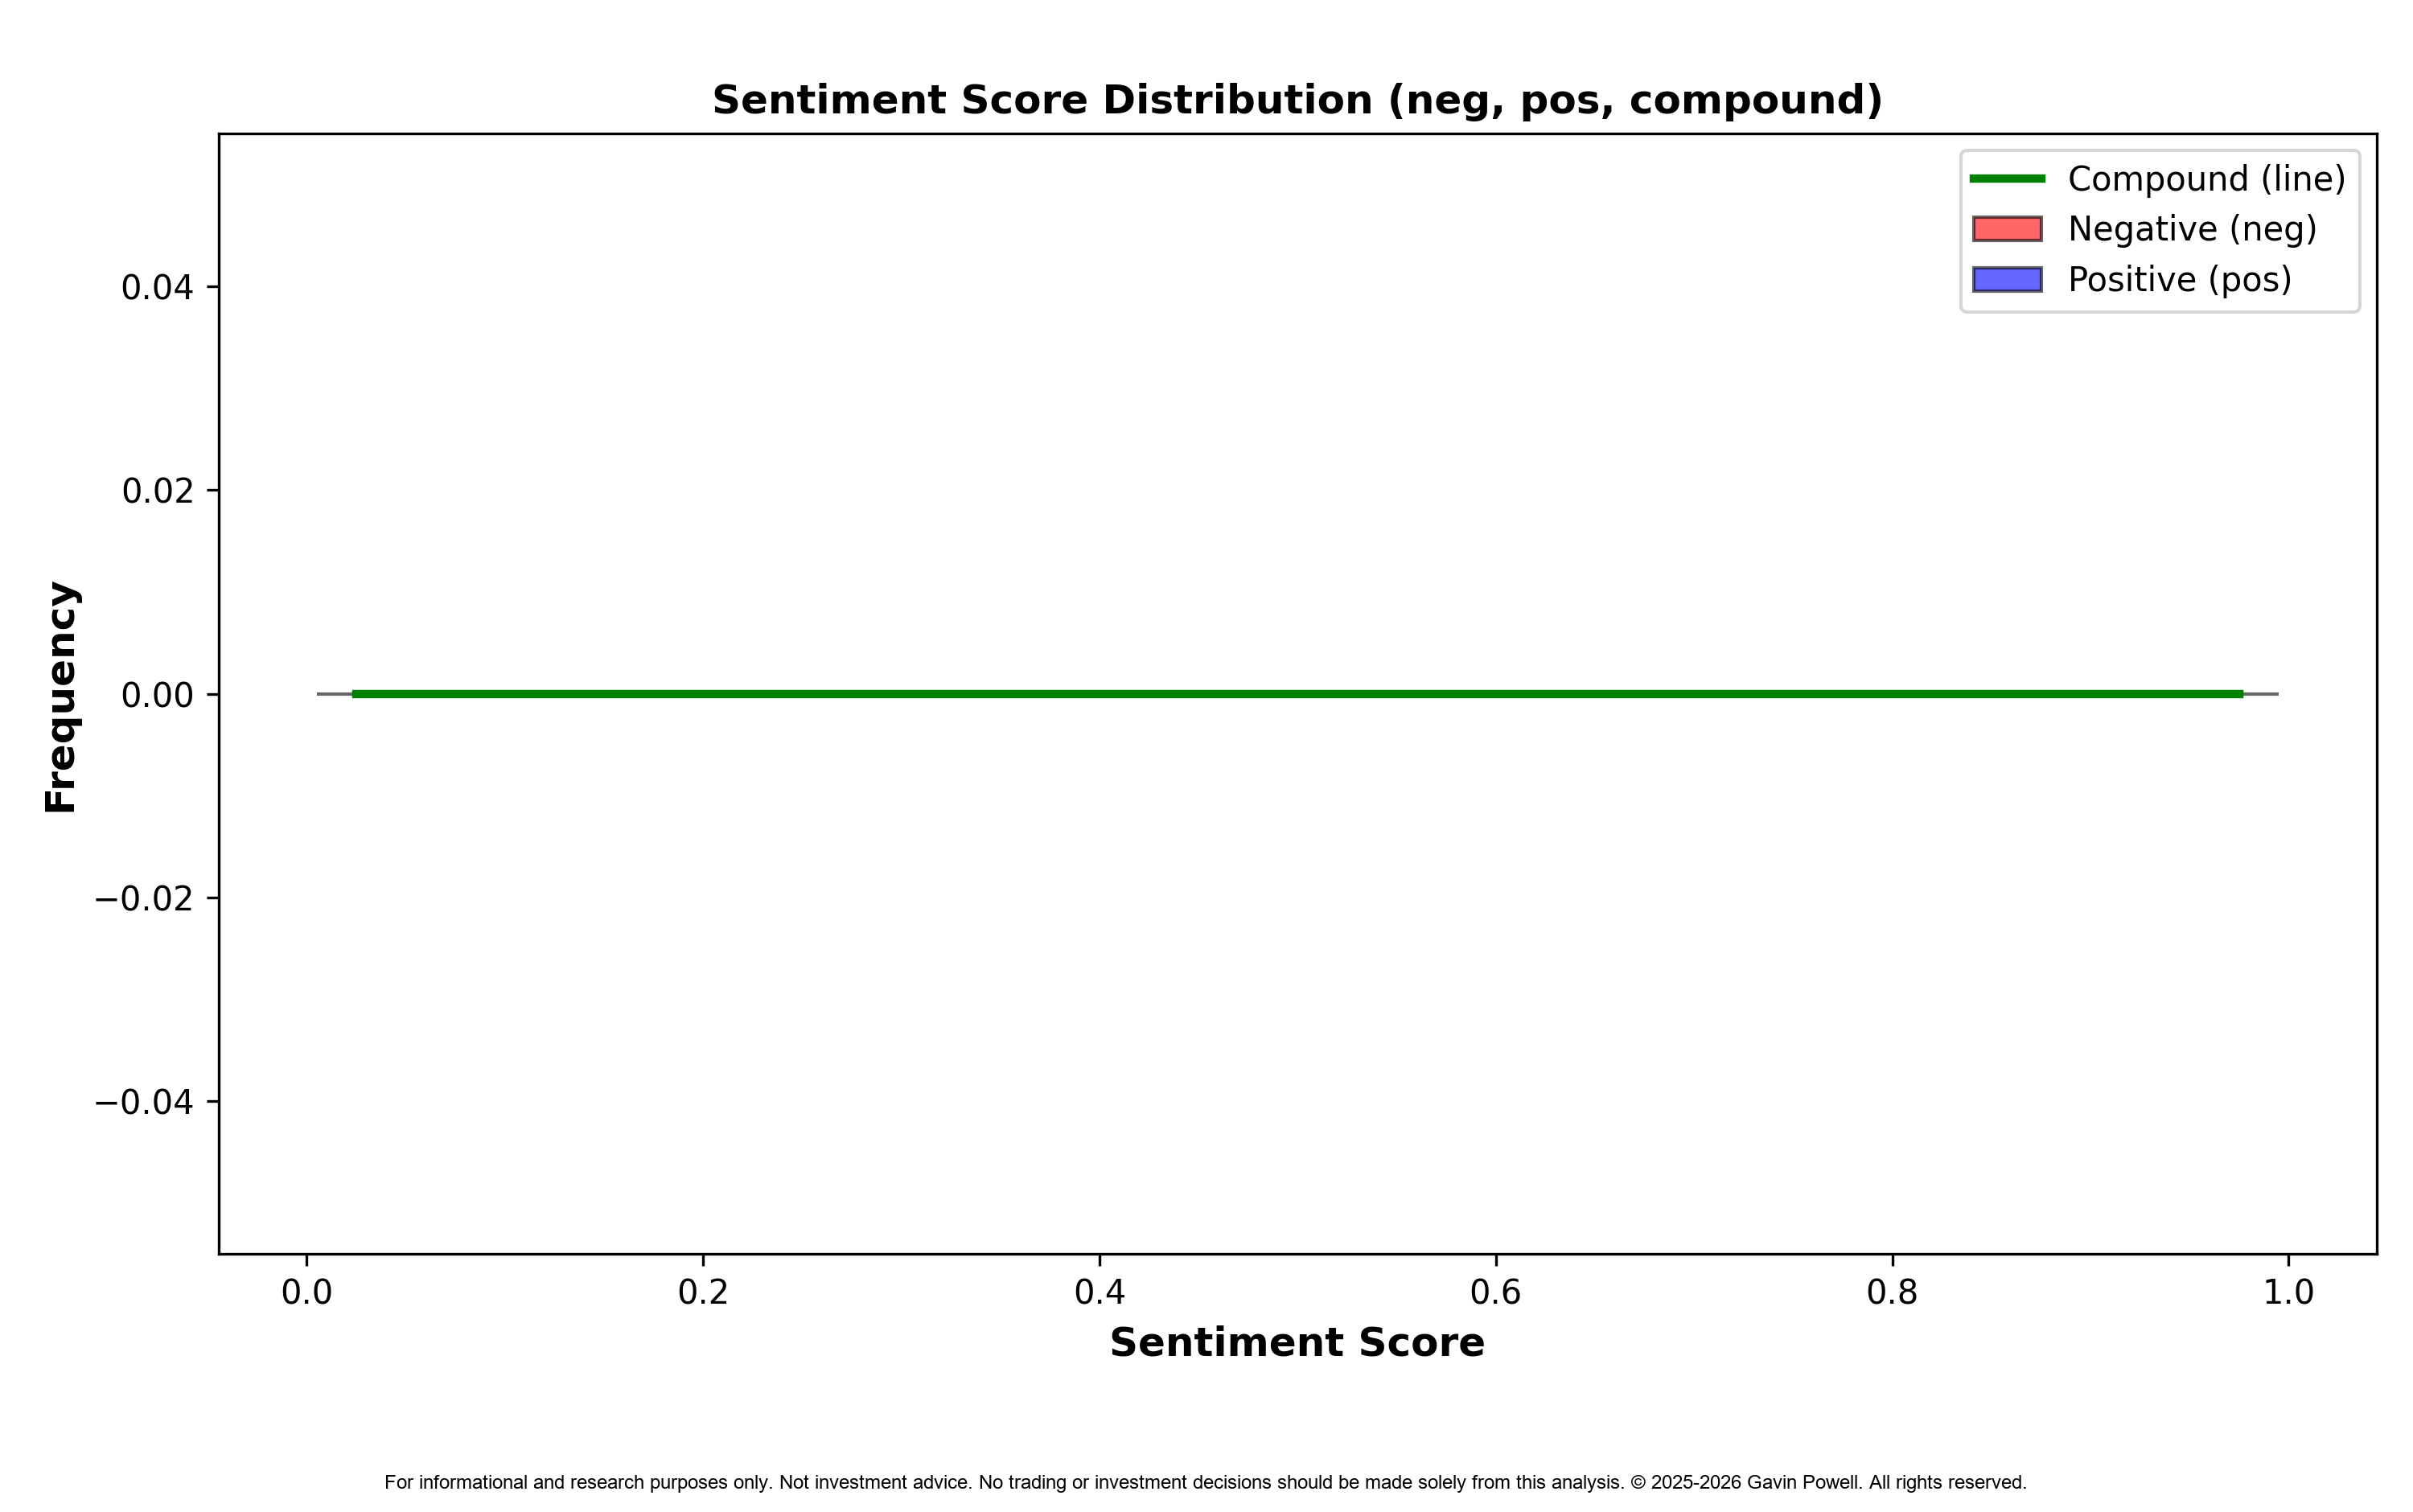 Sentiment Score Distribution (neg, pos, compound)
Compound (line)
Negative (neg)
Positive (pos)
Frequency
0.04
0.02
0.00
−0.02
−0.04
0.0 0.2 0.4 0.6 0.8 1.0
Sentiment Score
For informational and research purposes only. Not investment advice. No trading or investment decisions should be made solely from this analysis. © 2025-2026 Gavin Powell. All rights reserved.